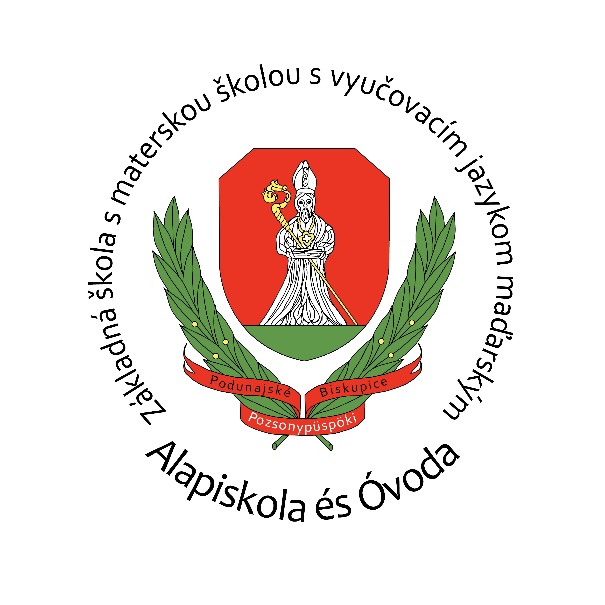 Základná škola s materskou školou s vyučovacím jazykom maďarským
Podunajské Biskupice
Pozsonypüspöki
Alapiskola és Óvoda